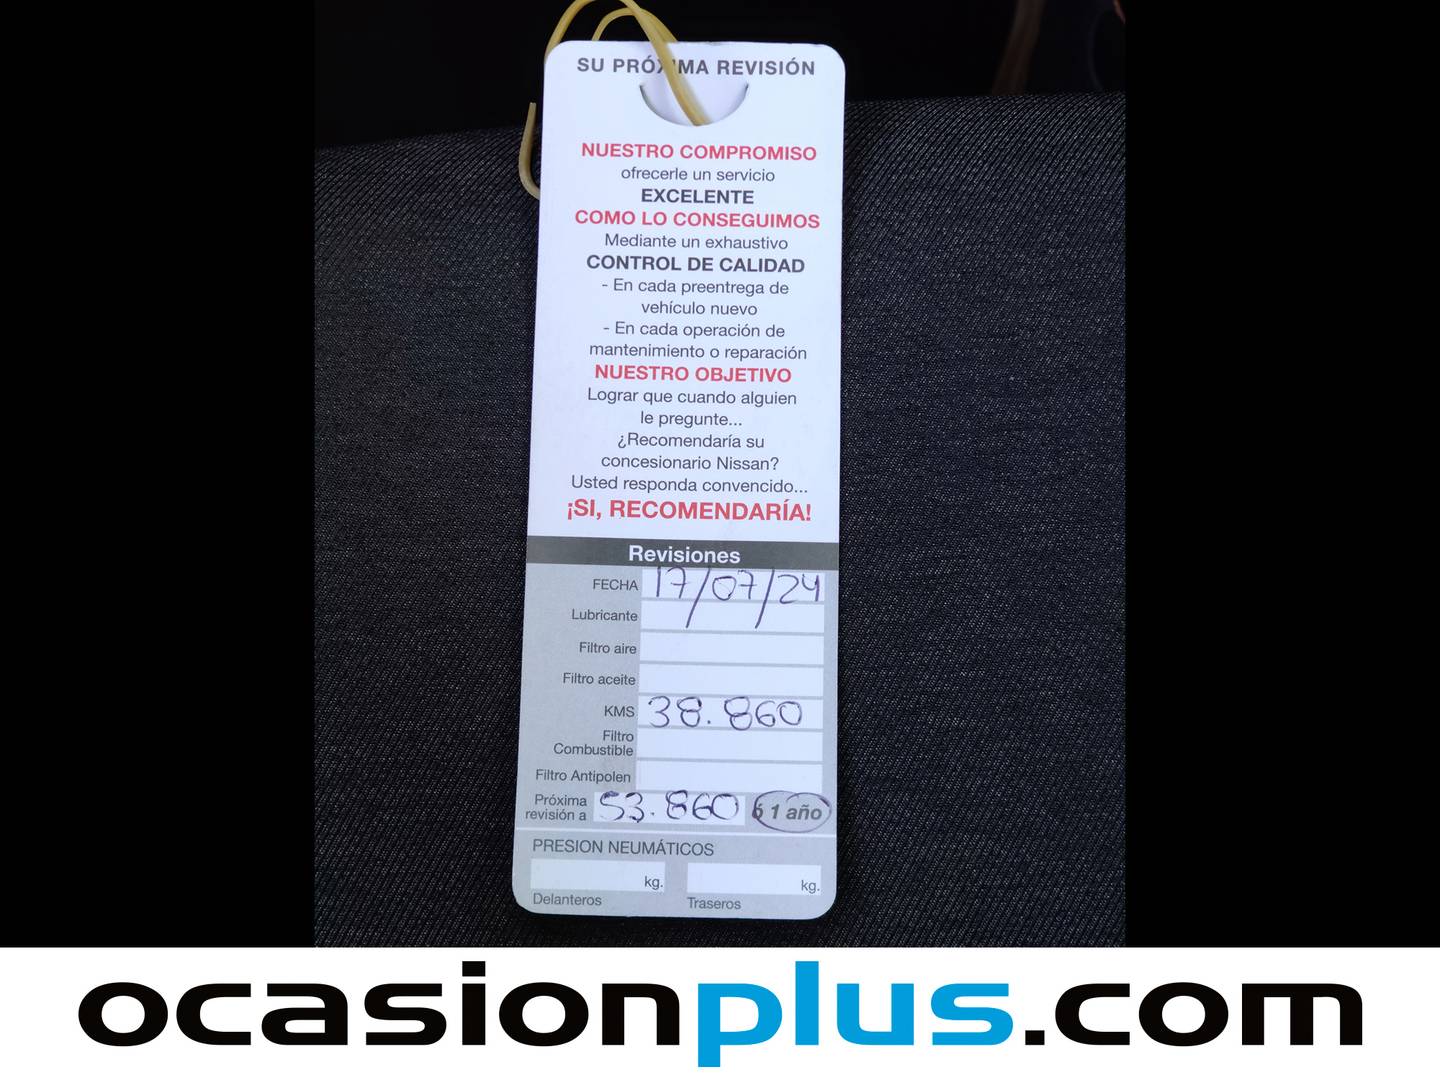 SU PRÓXIMA REVISIÓN
NUESTRO COMPROMISO
ofrecerle un servicio
EXCELENTE
COMO LO CONSEGUIMOS
Mediante un exhaustivo
CONTROL DE CALIDAD
- En cada preentrega de
vehículo nuevo
- En cada operación de
mantenimiento o reparación
NUESTRO OBJETIVO
Lograr que cuando alguien
le pregunte...
¿Recomendaría su
concesionario Nissan?
Usted responda convencido...
¡SI, RECOMENDARÍA!
Revisiones
FECHA 17/07/24
Lubricante
Filtro aire
Filtro aceite
KMS 38.860
Filtro
Combustible
Filtro Antipolen
Próxima
revisión a 53.860 ó 1 año
PRESION NEUMÁTICOS
kg. kg.
Delanteros Traseros
ocasionplus.com